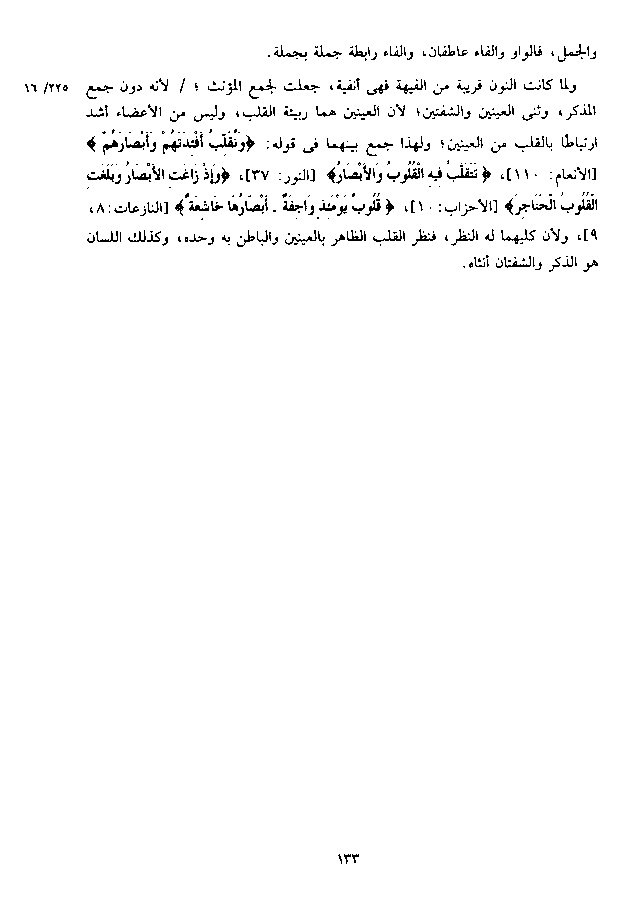 والجمل، فالواو والفاء عاطفان، والفاء رابطة جملة بجملة.
ولما كانت النون قريبة من الفيهة فهى أنفية، جعلت لجمع المؤنث ؛ / لأنه دون جمع ٢٢٥/ ١٦
المذكر، وثنى العينين والشفتين؛ لأن العينين هما ربيئة القلب، وليس من الأعضاء أشد
ارتباطًا بالقلب من العينين؛ ولهذا جمع بينهما فى قوله: ﴿وَنُقَلِّبُ أَفْئِدَتَهُمْ وَأَبْصَارَهُمْ ﴾
[الأنعام: ١١٠]، ﴿ تَتَقَلَّبُ فِيهِ الْقُلُوبُ وَالأَبْصَارُ﴾ [النور: ٣٧]، ﴿وَإِذْ زَاغَتِ الأَبْصَارُ وَبَلَغَتِ
الْقُلُوبُ الْحَنَاجِرَ﴾ [الأحزاب: ١٠]، ﴿ قُلُوبٌ يَوْمَئِذٍ وَاجِفَةٌ . أَبْصَارُهَا خَاشِعَةٌ﴾ [النازعات: ٨،
٩]، ولأن كليهما له النظر، فنظر القلب الظاهر بالعينين والباطن به وحده، وكذلك اللسان
هو الذكر والشفتان أنثاه.
١٣٣